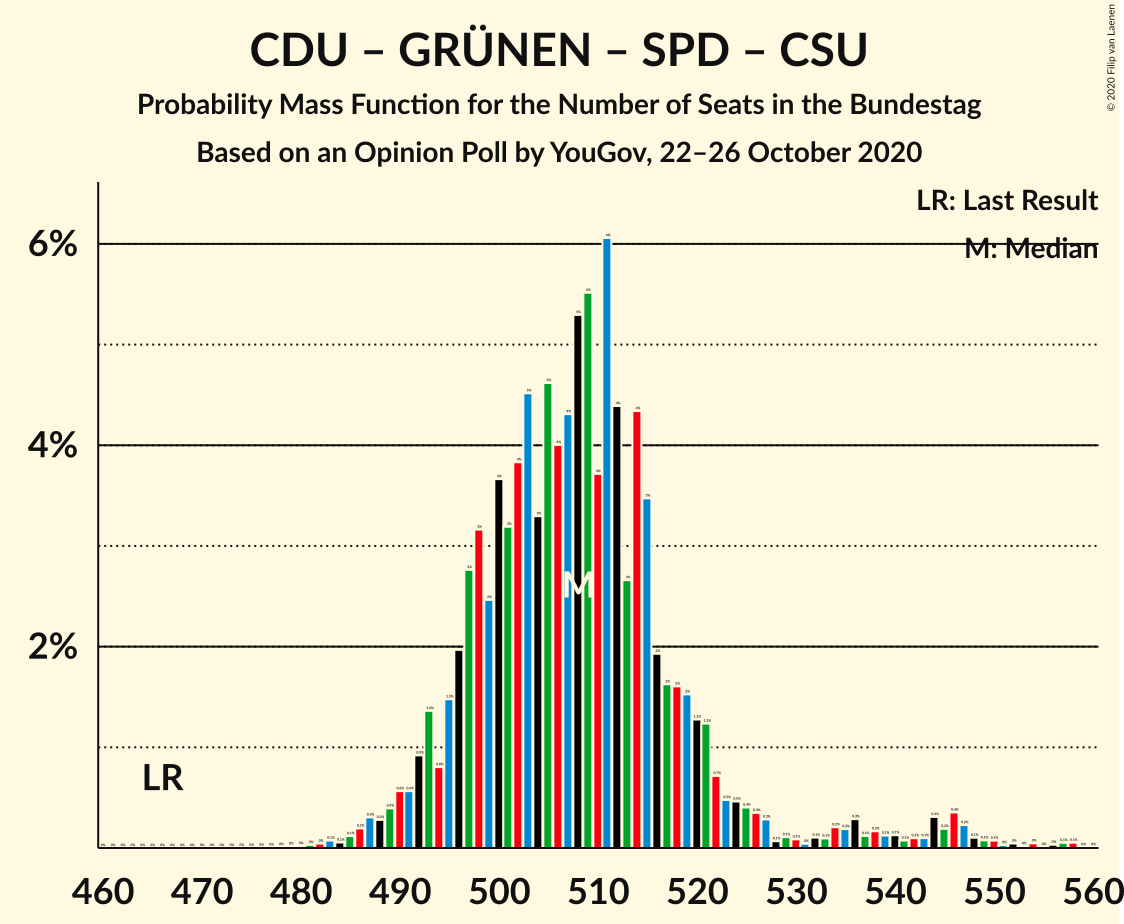 CDU – GRÜNEN – SPD – CSU
Probability Mass Function for the Number of Seats in the Bundestag
Based on an Opinion Poll by YouGov, 22–26 October 2020
© 2020 Filip van Laenen
LR: Last Result
M: Median
6%
4%
2%
LR
M
460 470 480 490 500 510 520 530 540 550 560